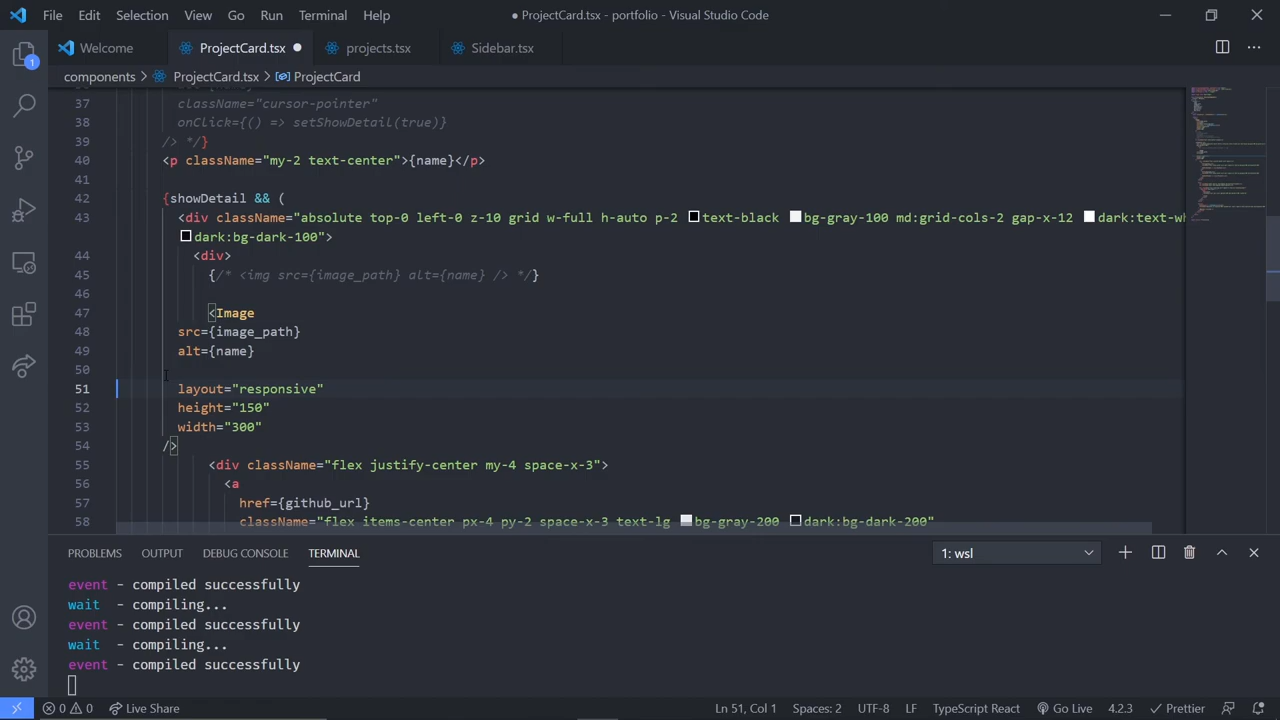 File Edit Selection View Go Run Terminal Help
● ProjectCard.tsx - portfolio - Visual Studio Code
Welcome ProjectCard.tsx projects.tsx Sidebar.tsx
components > ProjectCard.tsx > ProjectCard
37 className="cursor-pointer"
38 onClick={() => setShowDetail(true)}
39 /> */}
40 <p className="my-2 text-center">{name}</p>
41
42 {showDetail && (
43 <div className="absolute top-0 left-0 z-10 grid w-full h-auto p-2 text-black bg-gray-100 md:grid-cols-2 gap-x-12 dark:text-wh
dark:bg-dark-100">
44 <div>
45 {/* <img src={image_path} alt={name} /> */}
46
47 <Image
48 src={image_path}
49 alt={name}
50
51 layout="responsive"
52 height="150"
53 width="300"
54 />
55 <div className="flex justify-center my-4 space-x-3">
56 <a
57 href={github_url}
58 className="flex items-center px-4 py-2 space-x-3 text-lg bg-gray-200 dark:bg-dark-200"
PROBLEMS OUTPUT DEBUG CONSOLE TERMINAL 1: wsl
event - compiled successfully
wait - compiling...
event - compiled successfully
wait - compiling...
event - compiled successfully
0 0 Live Share Ln 51, Col 1 Spaces: 2 UTF-8 LF TypeScript React Go Live 4.2.3 Prettier
1